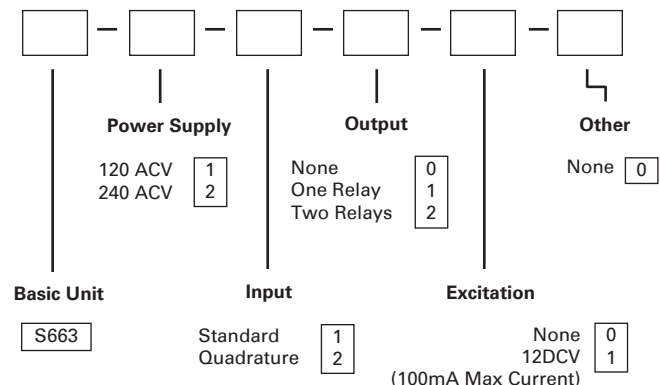 Power Supply
120 ACV 1
240 ACV 2
Output
None 0
One Relay 1
Two Relays 2
Other
None 0
Basic Unit
S663
Input
Standard 1
Quadrature 2
Excitation
None 0
12DCV 1
(100mA Max Current)